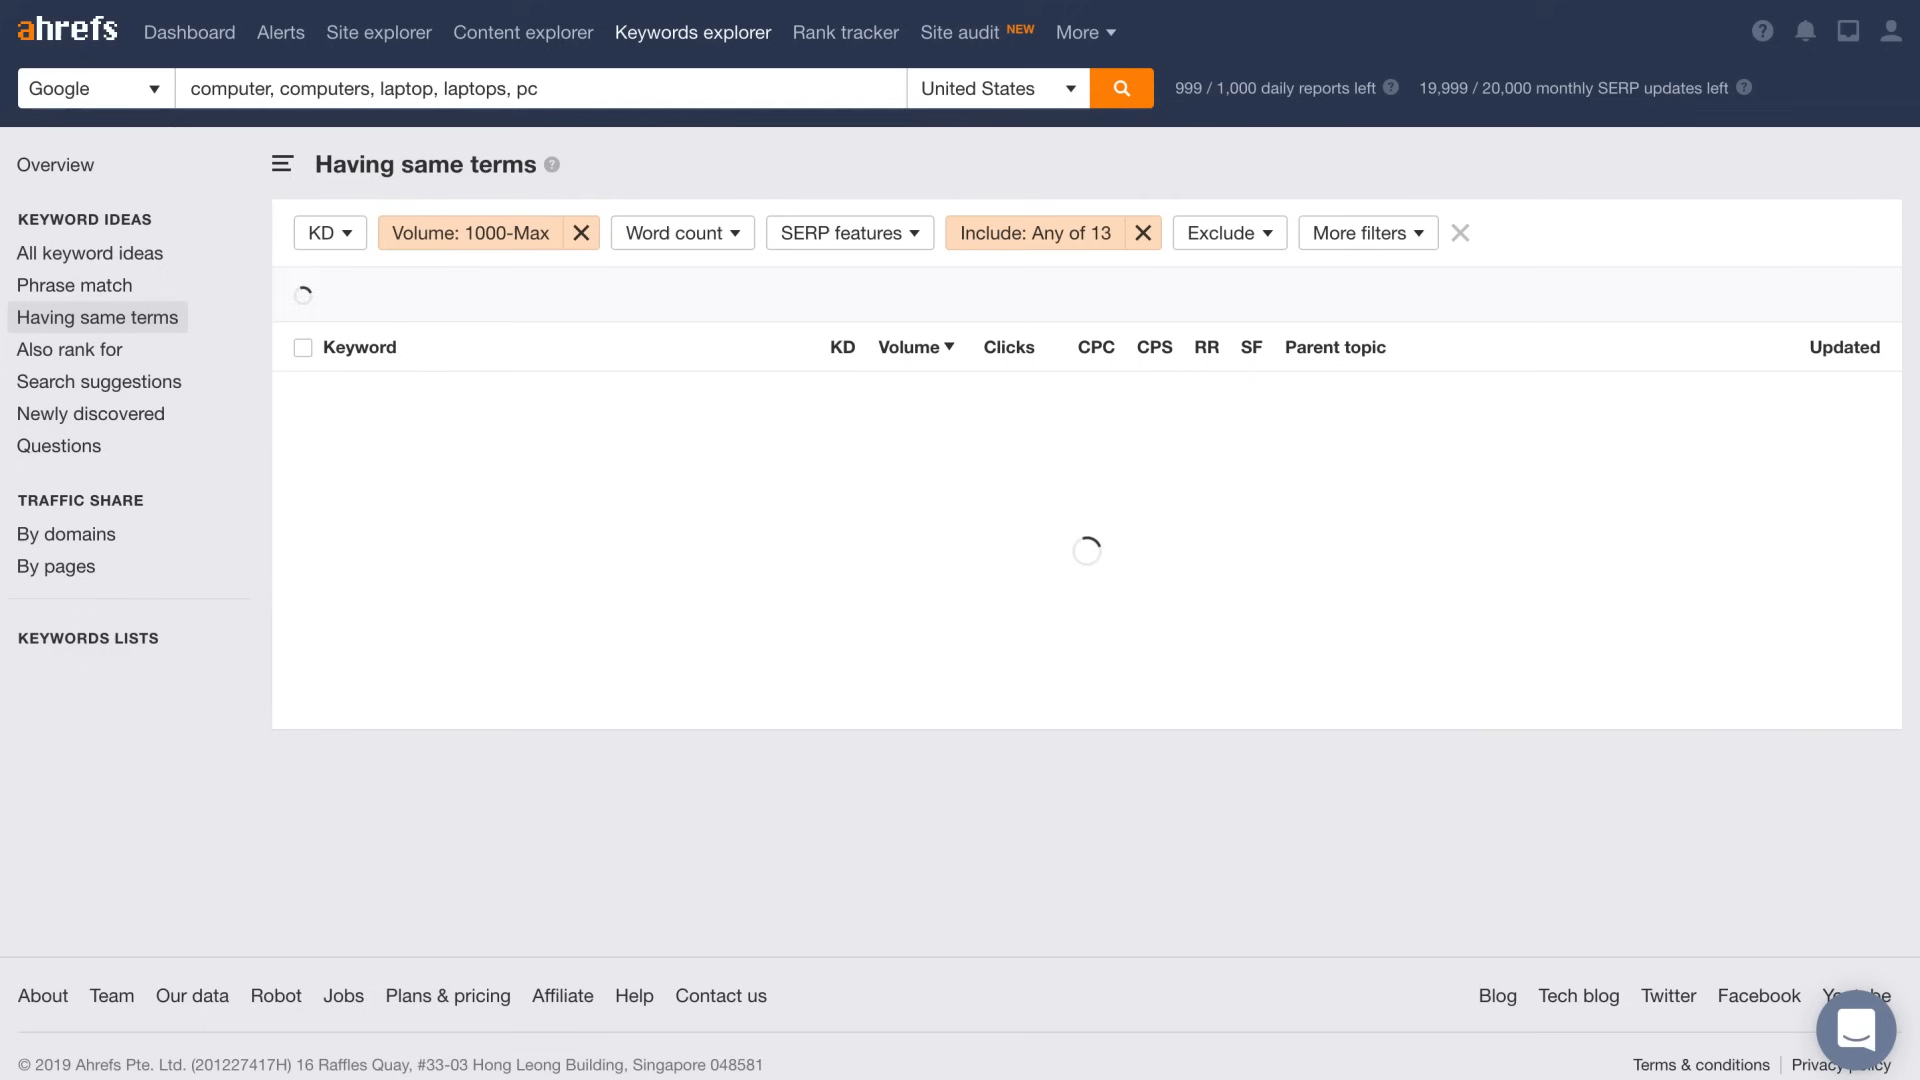 ahrefs Dashboard Alerts Site explorer Content explorer Keywords explorer Rank tracker Site audit NEW More
Google computer, computers, laptop, laptops, pc United States 999 / 1,000 daily reports left 19,999 / 20,000 monthly SERP updates left
Overview
KEYWORD IDEAS
All keyword ideas
Phrase match
Having same terms
Also rank for
Search suggestions
Newly discovered
Questions
TRAFFIC SHARE
By domains
By pages
KEYWORDS LISTS
Having same terms
KD Volume: 1000-Max Word count SERP features Include: Any of 13 Exclude More filters
Keyword KD Volume Clicks CPC CPS RR SF Parent topic Updated
About Team Our data Robot Jobs Plans & pricing Affiliate Help Contact us Blog Tech blog Twitter Facebook
© 2019 Ahrefs Pte. Ltd. (201227417H) 16 Raffles Quay, #33-03 Hong Leong Building, Singapore 048581 Terms & conditions